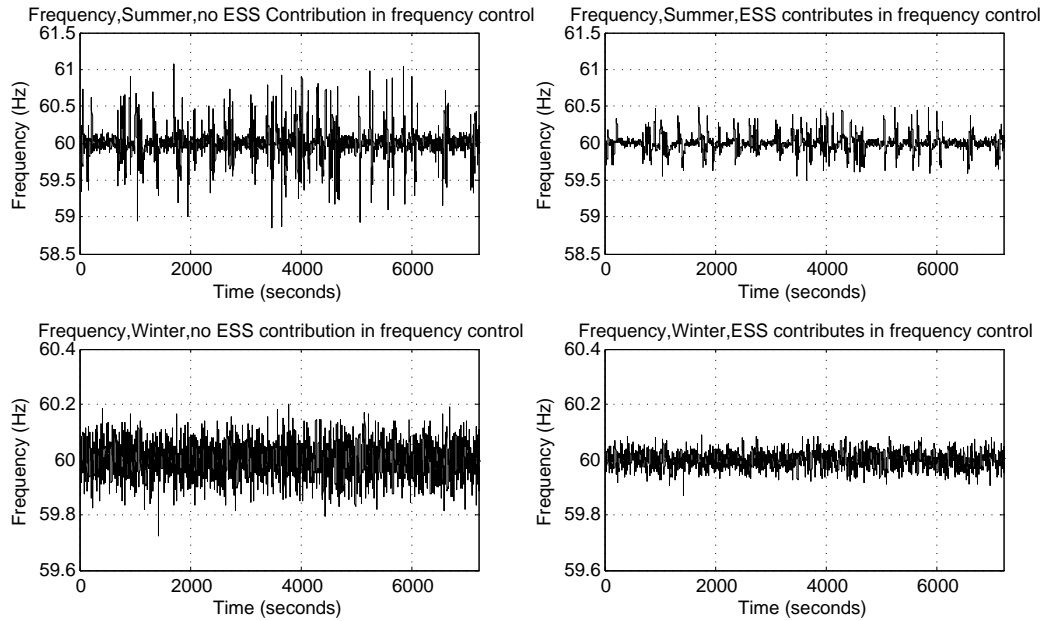 Frequency,Summer,no ESS Contribution in frequency control
61.5
61
60.5
60
59.5
59
58.5
Frequency (Hz)
0 2000 4000 6000
Time (seconds)
Frequency,Summer,ESS contributes in frequency control
61.5
61
60.5
60
59.5
59
58.5
Frequency (Hz)
0 2000 4000 6000
Time (seconds)
Frequency,Winter,no ESS contribution in frequency control
60.4
60.2
60
59.8
59.6
Frequency (Hz)
0 2000 4000 6000
Time (seconds)
Frequency,Winter,ESS contributes in frequency control
60.4
60.2
60
59.8
59.6
Frequency (Hz)
0 2000 4000 6000
Time (seconds)